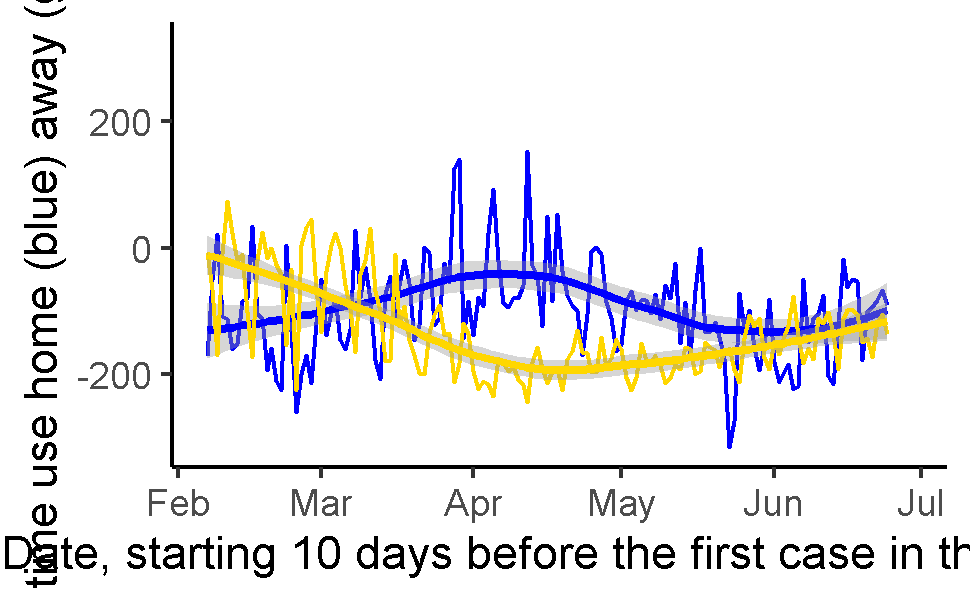 time use home (blue) away (
200
0
-200
Feb Mar Apr May Jun Jul
Date, starting 10 days before the first case in th